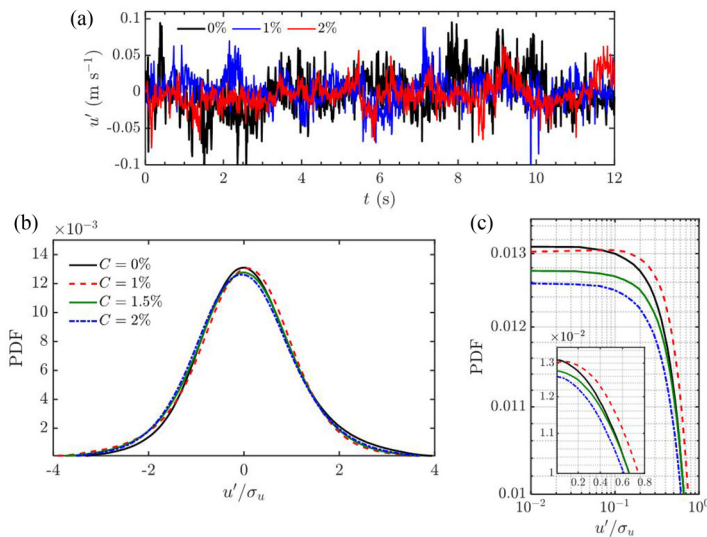 (a)
0% 1% 2%
0.1
0.05
0
-0.05
-0.1
u′ (m s⁻¹)
0 2 4 6 8 10 12
t (s)
(b)
×10⁻³
14
12
10
8
6
4
2
PDF
C = 0%
C = 1%
C = 1.5%
C = 2%
-4 -2 0 2 4
u′/σᵤ
(c)
0.013
0.012
0.011
0.01
PDF
×10⁻²
1.3
1.2
1.1
1
0.2 0.4 0.6 0.8
10⁻² 10⁻¹ 10⁰
u′/σᵤ